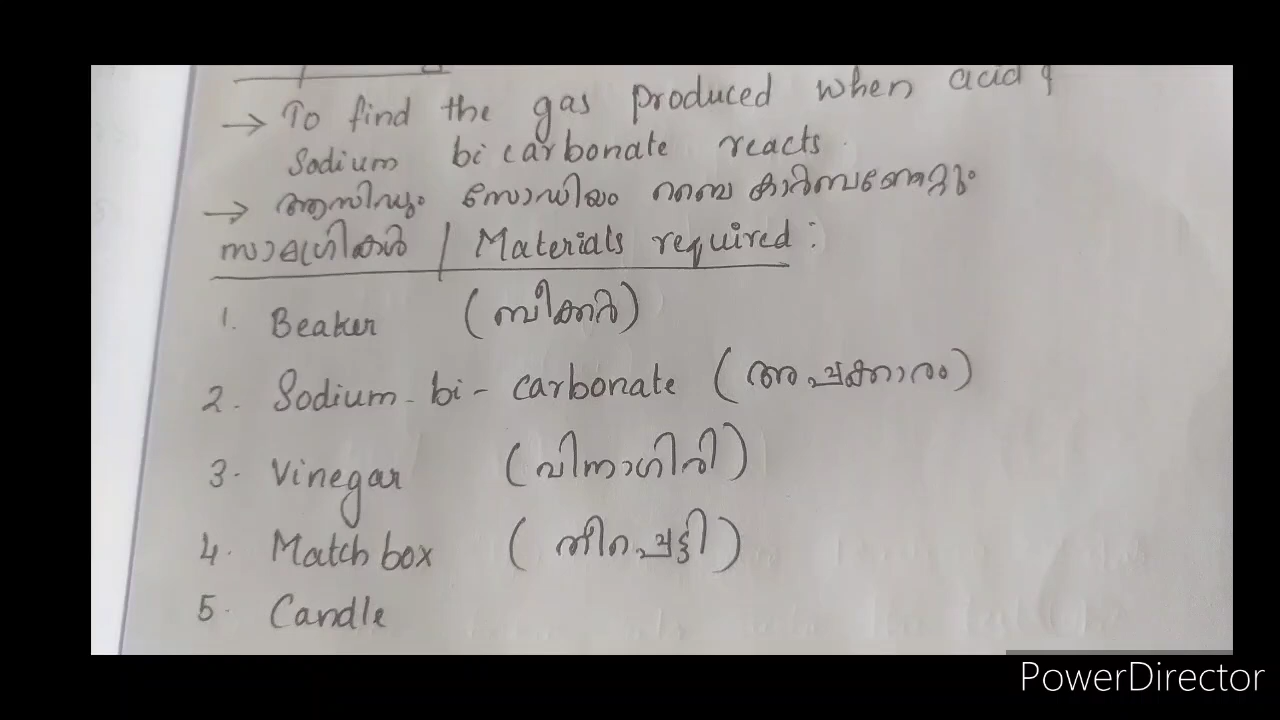 → To find the gas produced when acid &
Sodium bi carbonate reacts.
→ ആസിഡും സോഡിയം ബൈ കാർബണേറ്റും
സാമഗ്രികൾ / Materials required :
1. Beaker (ബീക്കർ)
2. Sodium-bi-carbonate (അപ്പക്കാരം)
3. Vinegar (വിനാഗിരി)
4. Match box (തീപ്പെട്ടി)
5. Candle
PowerDirector